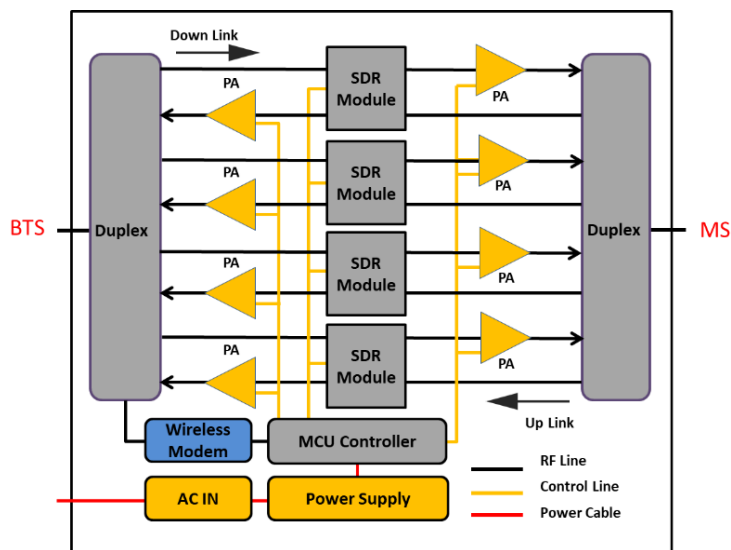 Down Link
PA
SDR
Module
PA
PA
SDR
Module
PA
BTS
Duplex
Duplex
MS
PA
SDR
Module
PA
PA
SDR
Module
PA
Up Link
Wireless
Modem
MCU Controller
RF Line
Control Line
AC IN
Power Supply
Power Cable